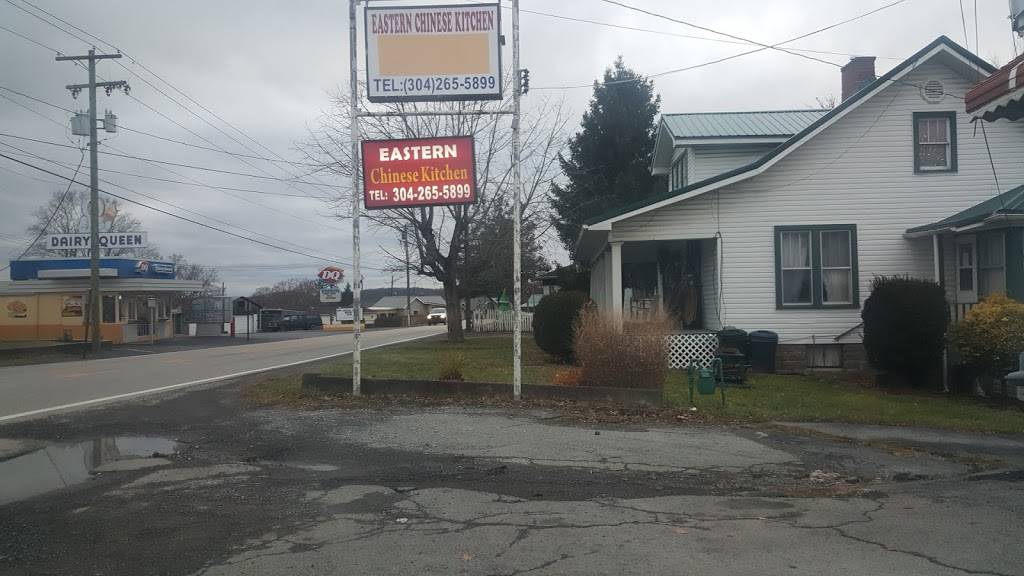 EASTERN CHINESE KITCHEN
TEL:(304)265-5899
EASTERN
Chinese Kitchen
TEL: 304-265-5899
DAIRY QUEEN
DQ